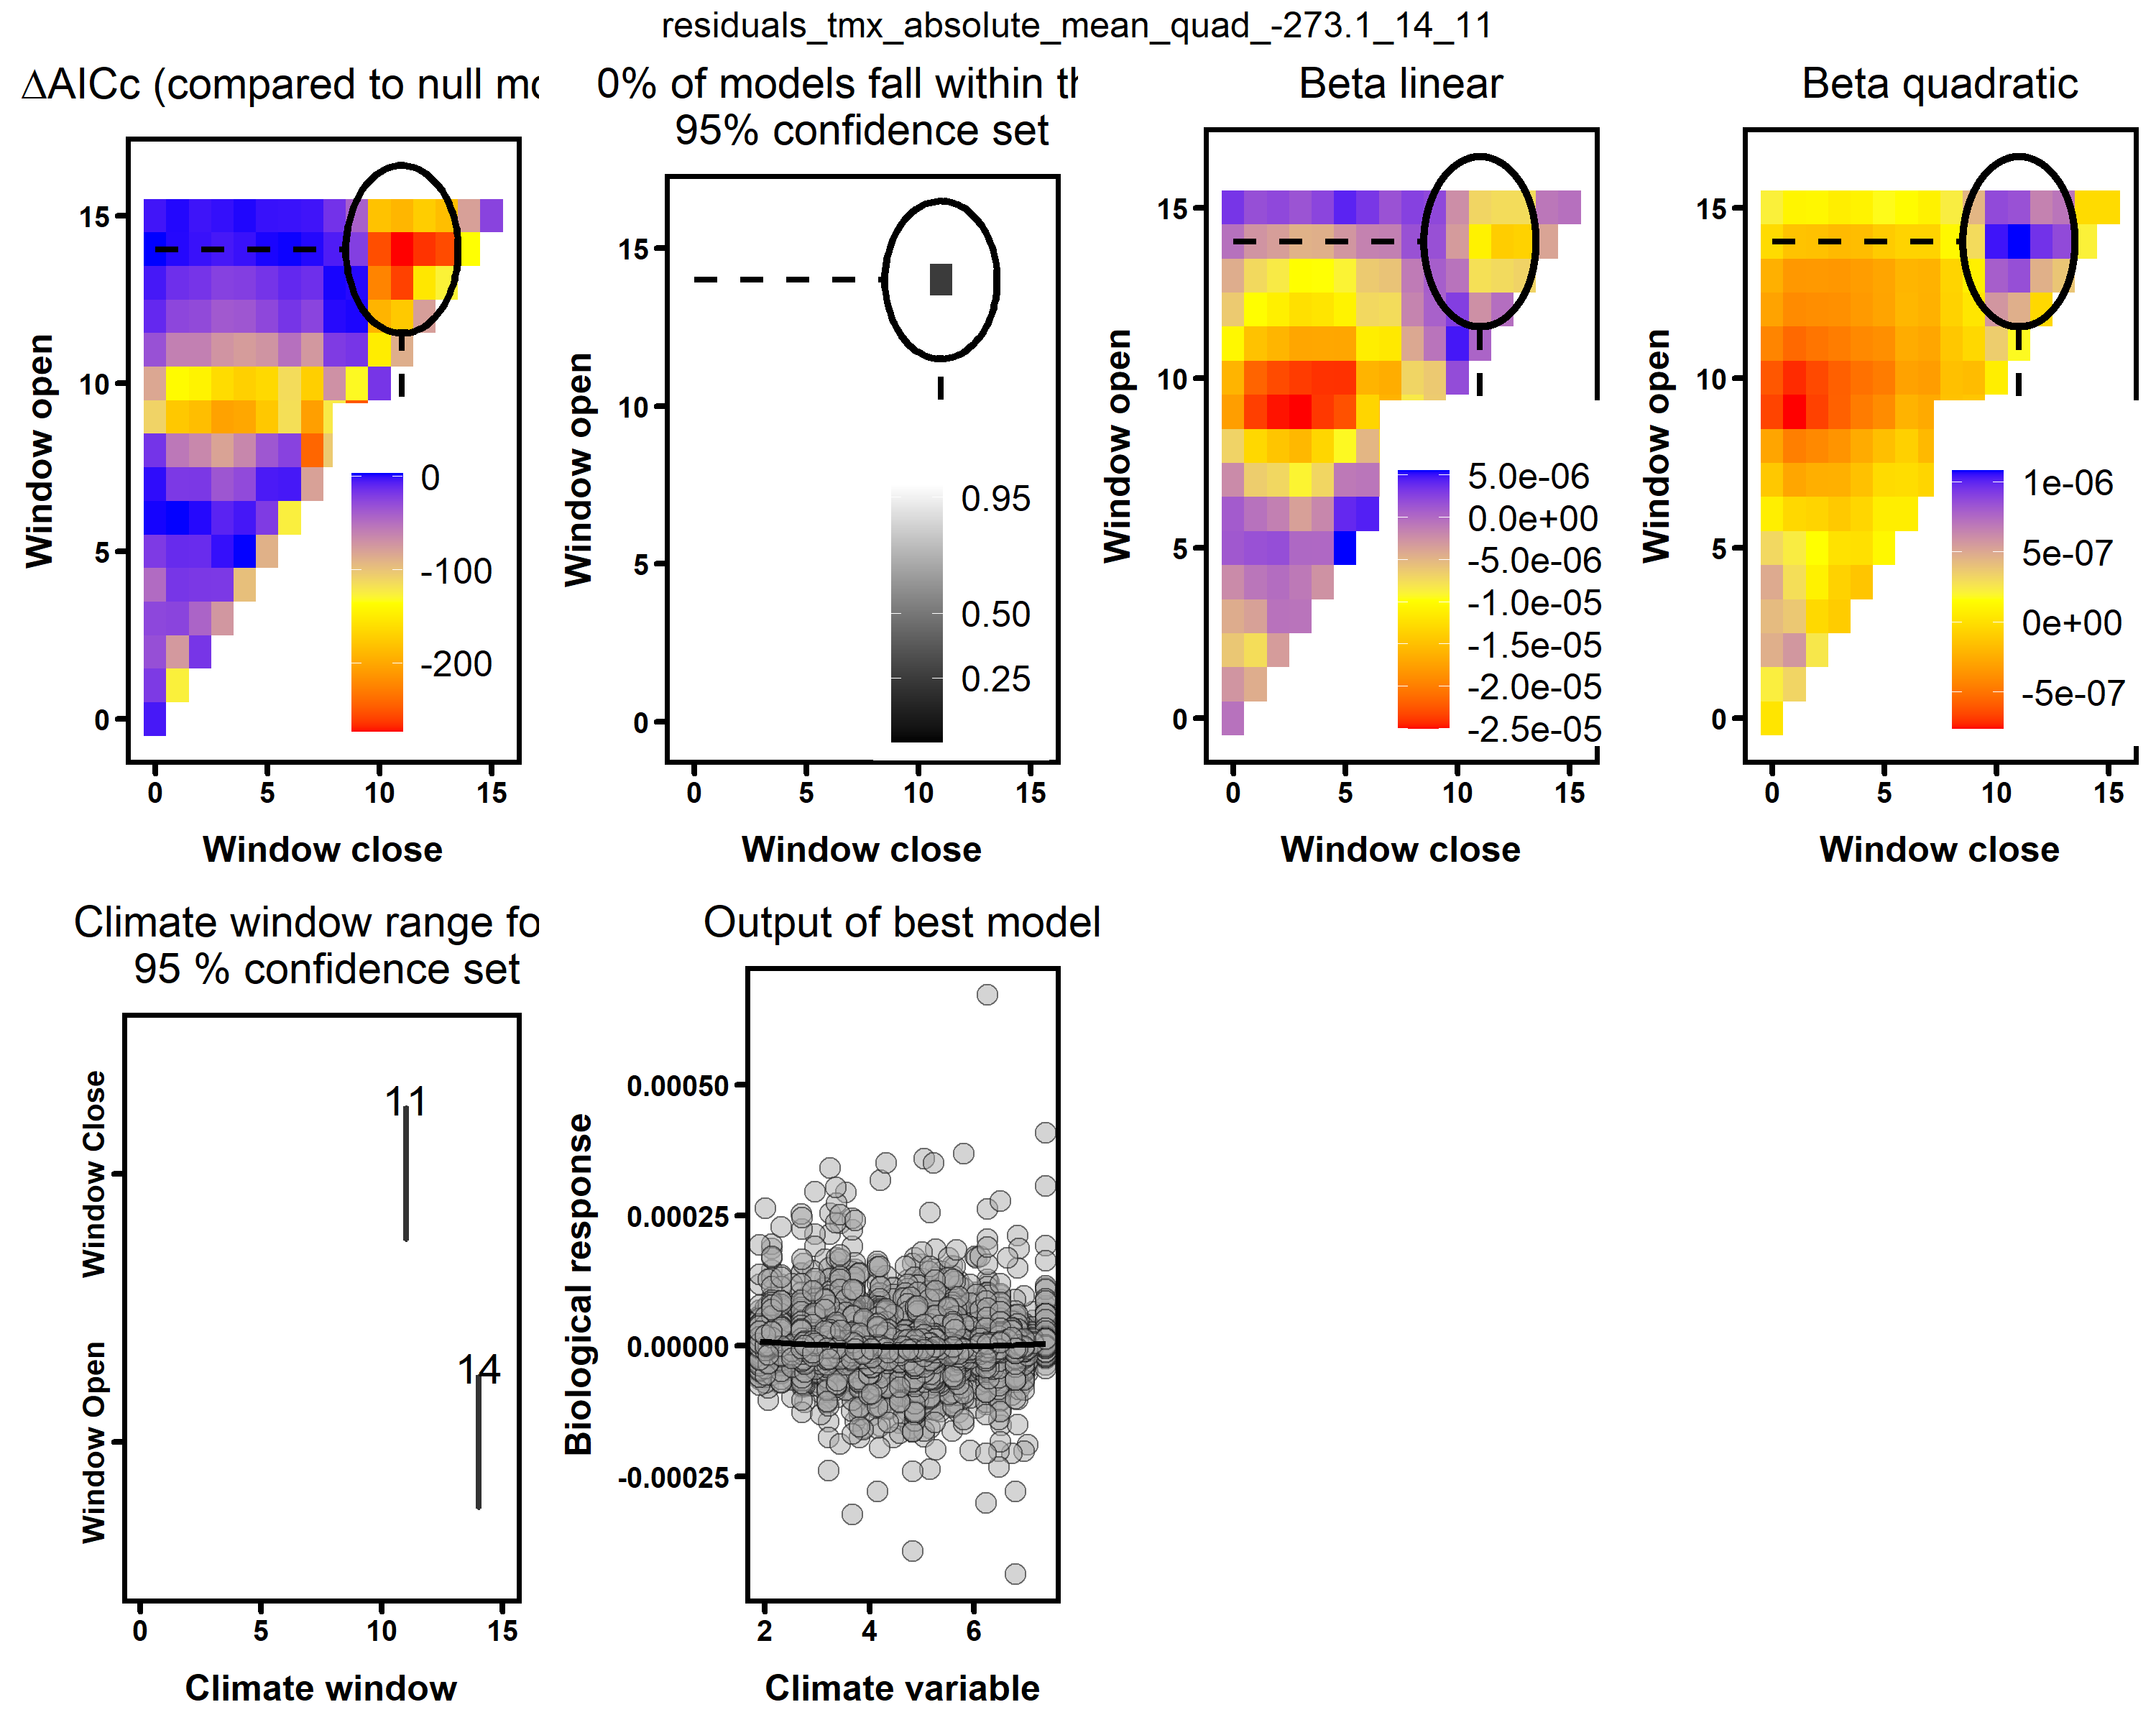 residuals_tmx_absolute_mean_quad_-273.1_14_11
ΔAICc (compared to null mo
Window open
15
10
5
0
0
-100
-200
0 5 10 15
Window close
0% of models fall within th
95% confidence set
Window open
15
10
5
0
0.95
0.50
0.25
0 5 10 15
Window close
Beta linear
Window open
15
10
5
0
5.0e-06
0.0e+00
-5.0e-06
-1.0e-05
-1.5e-05
-2.0e-05
-2.5e-05
0 5 10 15
Window close
Beta quadratic
Window open
15
10
5
0
1e-06
5e-07
0e+00
-5e-07
0 5 10 15
Window close
Climate window range fo
95 % confidence set
Window Close
11
Window Open
14
0 5 10 15
Climate window
Output of best model
Biological response
0.00050
0.00025
0.00000
-0.00025
2 4 6
Climate variable